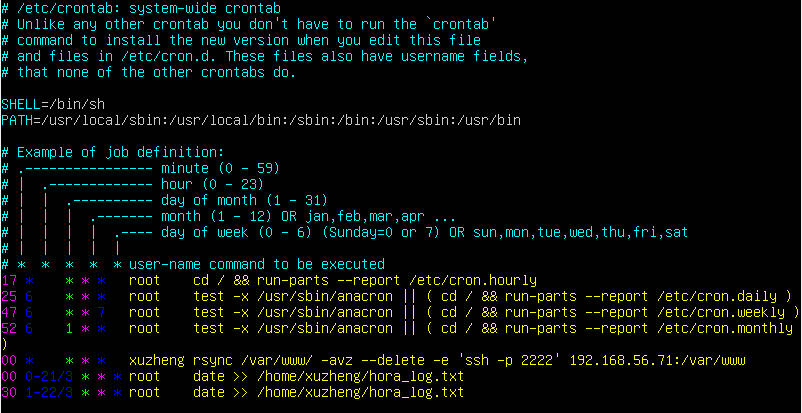 # /etc/crontab: system-wide crontab
# Unlike any other crontab you don't have to run the `crontab'
# command to install the new version when you edit this file
# and files in /etc/cron.d. These files also have username fields,
# that none of the other crontabs do.

SHELL=/bin/sh
PATH=/usr/local/sbin:/usr/local/bin:/sbin:/bin:/usr/sbin:/usr/bin

# Example of job definition:
# .---------------- minute (0 - 59)
# |  .------------- hour (0 - 23)
# |  |  .---------- day of month (1 - 31)
# |  |  |  .------- month (1 - 12) OR jan,feb,mar,apr ...
# |  |  |  |  .---- day of week (0 - 6) (Sunday=0 or 7) OR sun,mon,tue,wed,thu,fri,sat
# |  |  |  |  |
# *  *  *  *  * user-name command to be executed
17 *    * * *   root    cd / && run-parts --report /etc/cron.hourly
25 6    * * *   root    test -x /usr/sbin/anacron || ( cd / && run-parts --report /etc/cron.daily )
47 6    * * 7   root    test -x /usr/sbin/anacron || ( cd / && run-parts --report /etc/cron.weekly )
52 6    1 * *   root    test -x /usr/sbin/anacron || ( cd / && run-parts --report /etc/cron.monthly
)
00 *    * * *   xuzheng rsync /var/www/ -avz --delete -e 'ssh -p 2222' 192.168.56.71:/var/www
00 0-21/3 * * * root    date >> /home/xuzheng/hora_log.txt
30 1-22/3 * * * root    date >> /home/xuzheng/hora_log.txt